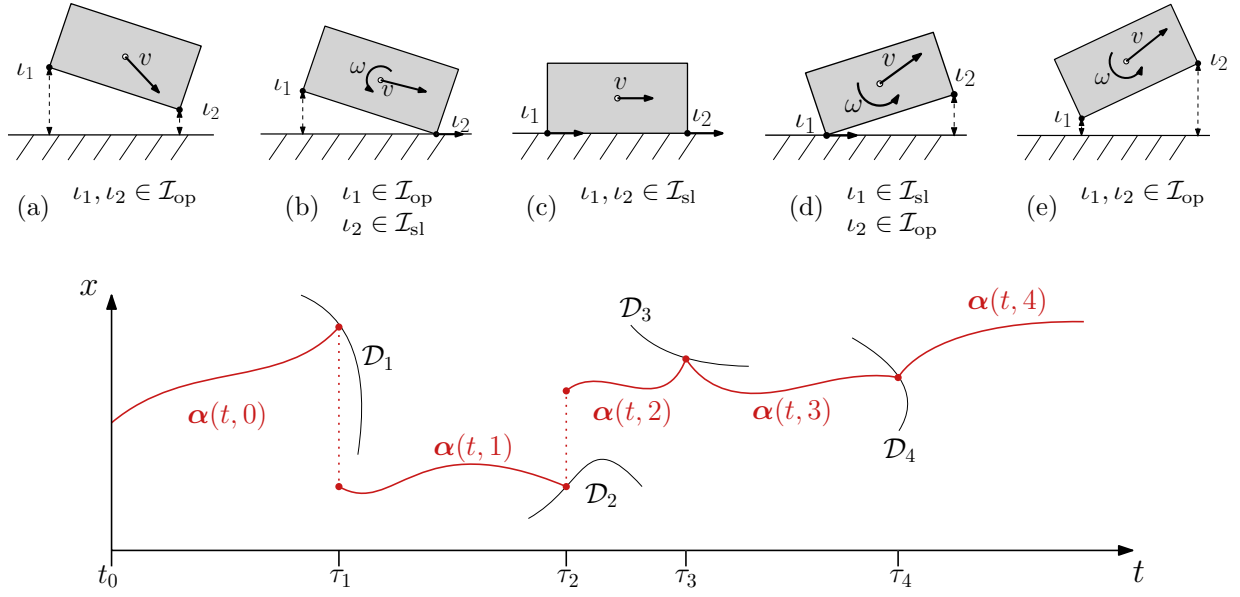 ι₁ v ι₂
ι₁ ω v ι₂
ι₁ v ι₂
ι₁ ω v ι₂
ι₁ ω v ι₂
(a) ι₁, ι₂ ∈ 𝓘op
(b) ι₁ ∈ 𝓘op
ι₂ ∈ 𝓘sl
(c) ι₁, ι₂ ∈ 𝓘sl
(d) ι₁ ∈ 𝓘sl
ι₂ ∈ 𝓘op
(e) ι₁, ι₂ ∈ 𝓘op
x
𝒟₁
𝒟₂
𝒟₃
𝒟₄
α(t, 0)
α(t, 1)
α(t, 2)
α(t, 3)
α(t, 4)
t₀ τ₁ τ₂ τ₃ τ₄ t